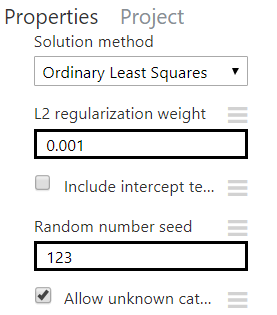 Properties Project
Solution method
Ordinary Least Squares
L2 regularization weight
0.001
Include intercept te...
Random number seed
123
Allow unknown cat...